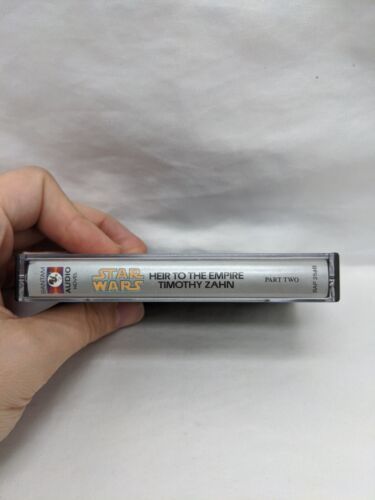 BANTAM
AUDIO
NOVEL
STAR
WARS
HEIR TO THE EMPIRE
TIMOTHY ZAHN
PART TWO